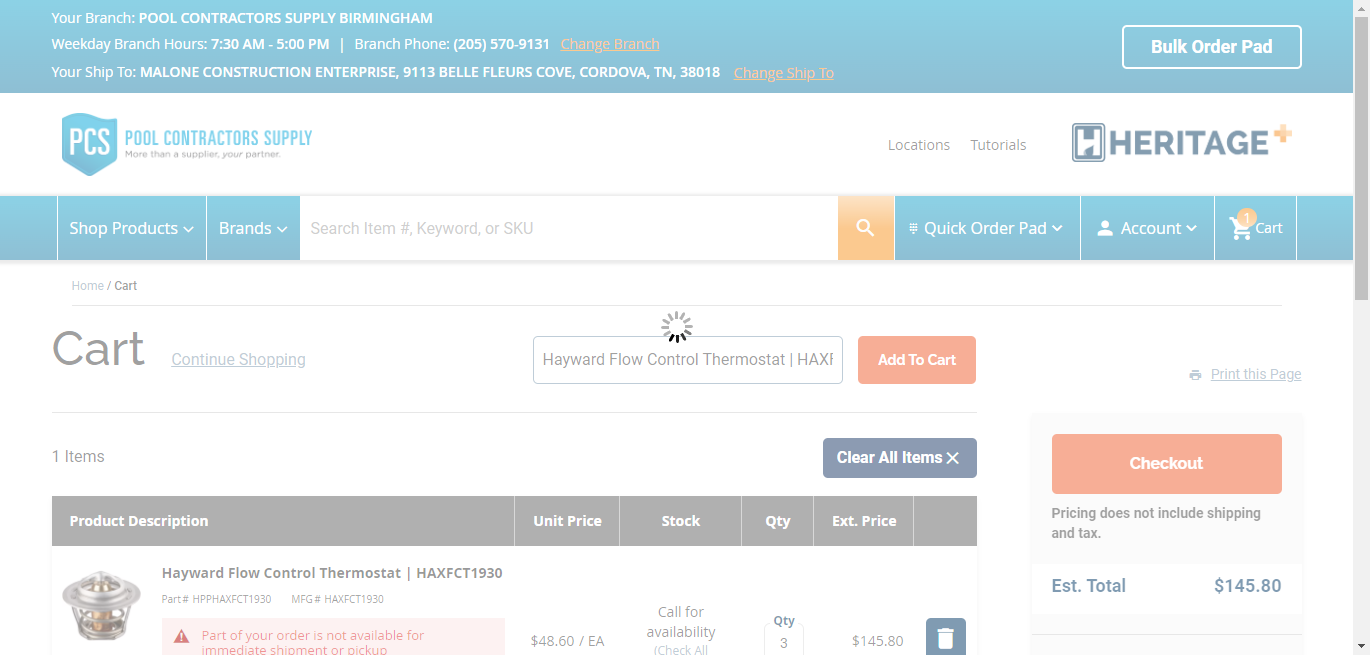 Your Branch: POOL CONTRACTORS SUPPLY BIRMINGHAM
Weekday Branch Hours: 7:30 AM - 5:00 PM | Branch Phone: (205) 570-9131 Change Branch
Your Ship To: MALONE CONSTRUCTION ENTERPRISE, 9113 BELLE FLEURS COVE, CORDOVA, TN, 38018 Change Ship To
Bulk Order Pad
PCS POOL CONTRACTORS SUPPLY
More than a supplier, your partner.
Locations Tutorials
H HERITAGE+
Shop Products Brands Search Item #, Keyword, or SKU Quick Order Pad Account 1 Cart
Home / Cart
Cart Continue Shopping
Hayward Flow Control Thermostat | HAXF
Add To Cart
Print this Page
1 Items
Clear All Items
Checkout
Pricing does not include shipping
and tax.
Est. Total $145.80
Product Description Unit Price Stock Qty Ext. Price
Hayward Flow Control Thermostat | HAXFCT1930
Part# HPPHAXFCT1930 MFG# HAXFCT1930
Part of your order is not available for
immediate shipment or pickup
$48.60 / EA
Call for
availability
(Check All
Qty
3
$145.80